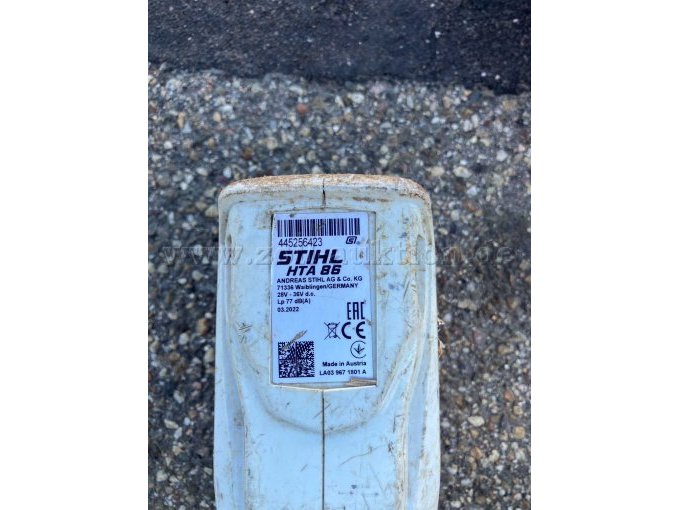 445256423
STIHL
HTA 86
ANDREAS STIHL AG & Co. KG
71336 Waiblingen/GERMANY
28V - 36V d.c.
Lp 77 dB(A)
03.2022
EAC
CE
Made in Austria
LA03 967 1801 A